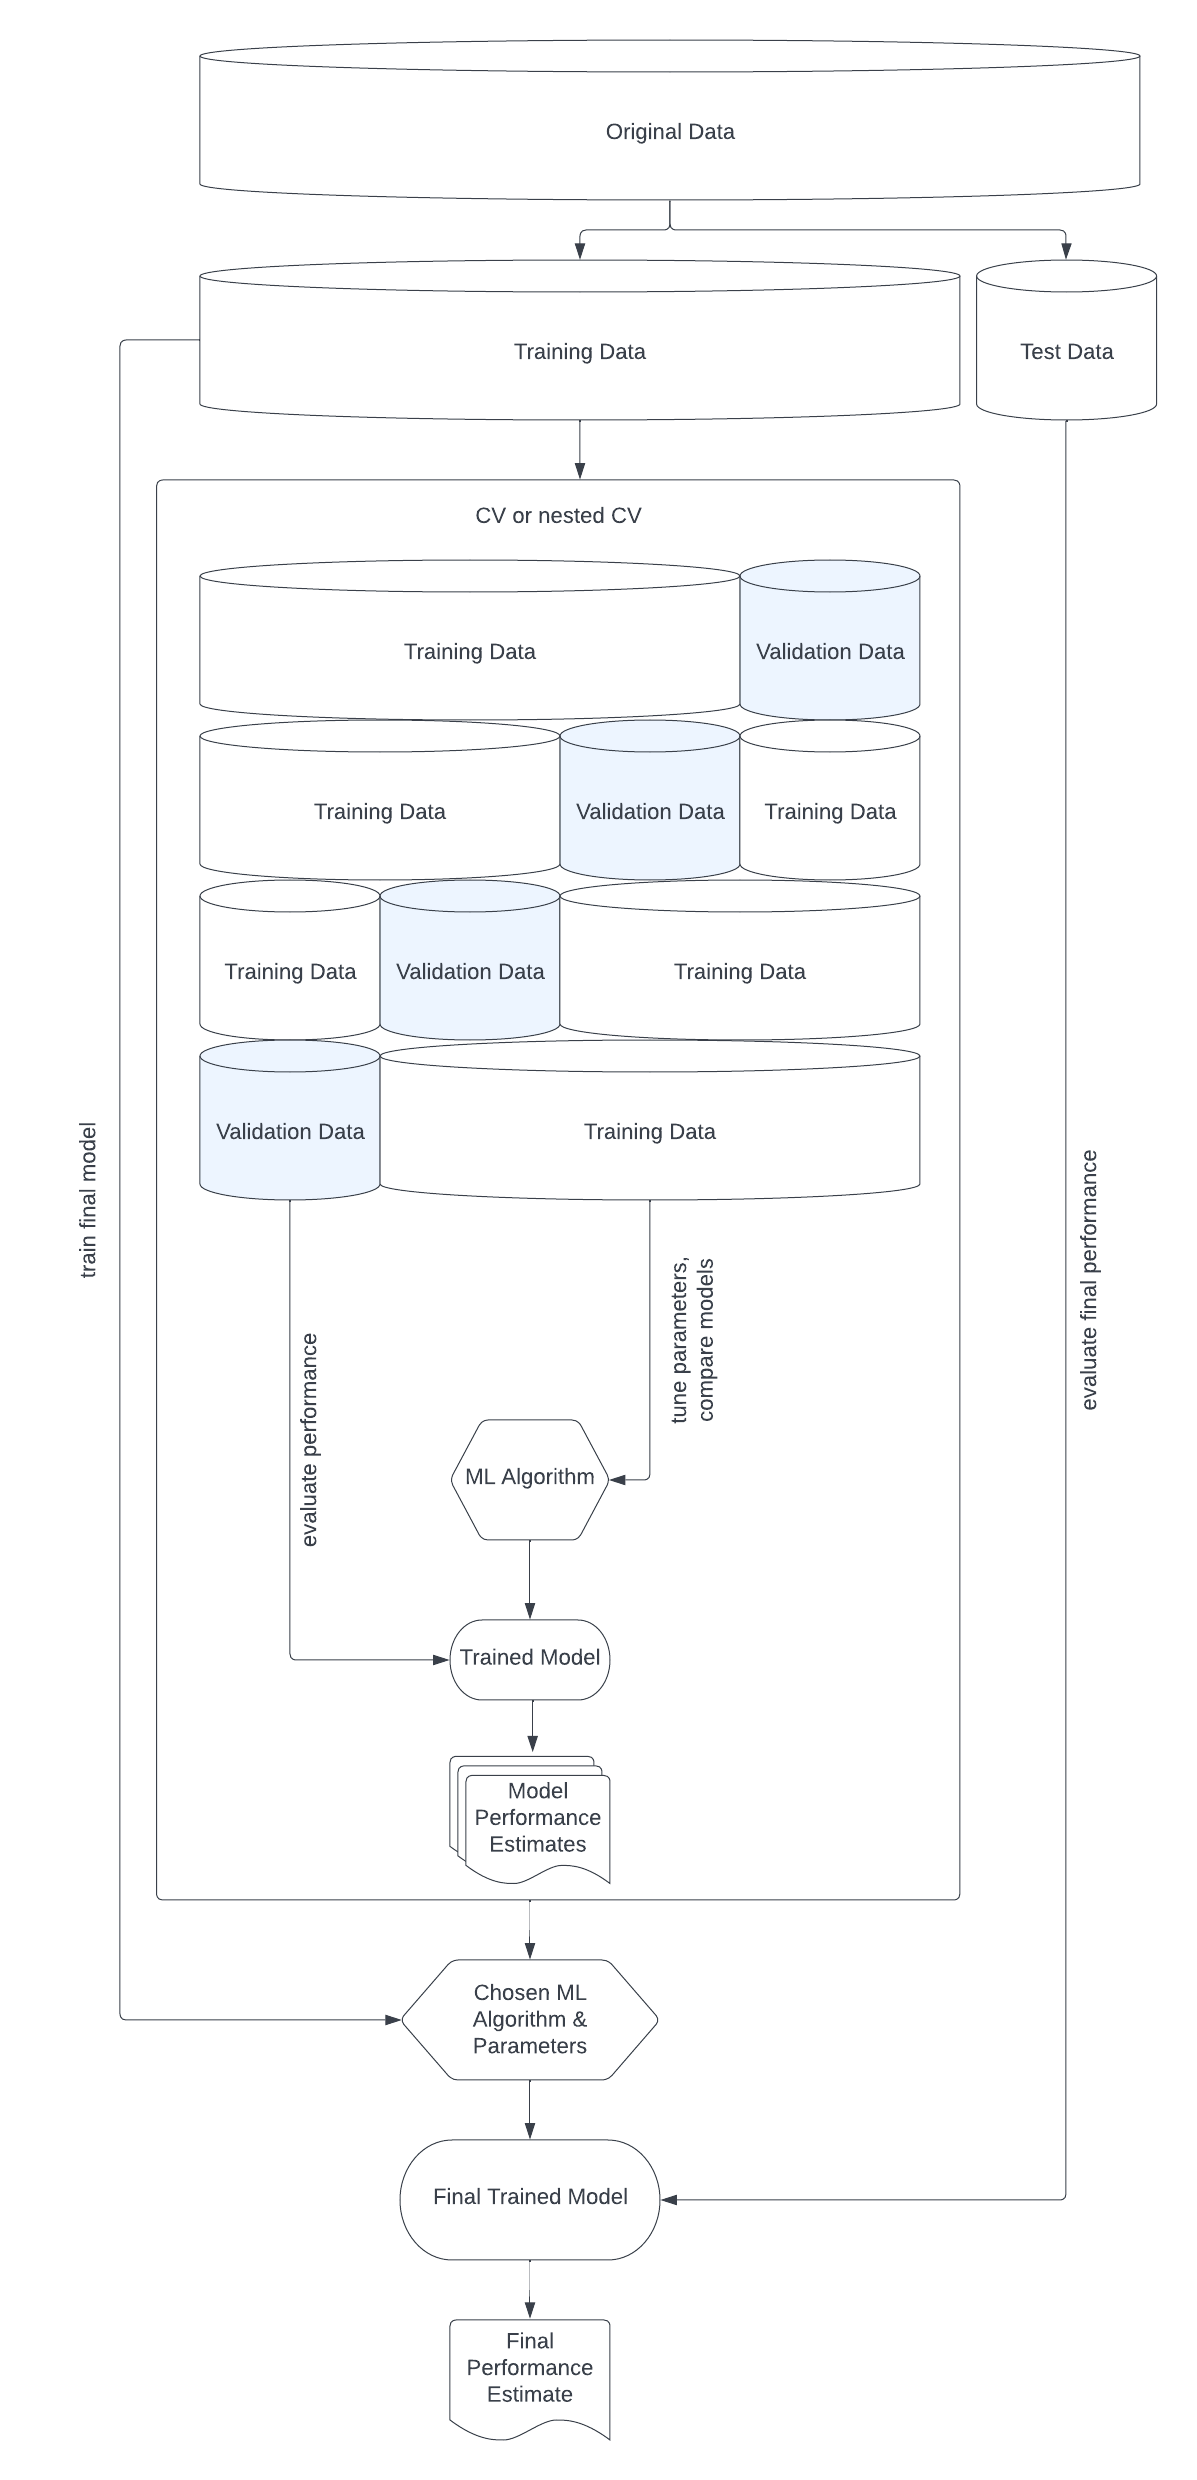 Original Data
Training Data
Test Data
CV or nested CV
Training Data
Validation Data
Training Data
Validation Data
Training Data
Training Data
Validation Data
Training Data
Validation Data
Training Data
train final model
evaluate performance
tune parameters,
compare models
evaluate final performance
ML Algorithm
Trained Model
Model
Performance
Estimates
Chosen ML
Algorithm &
Parameters
Final Trained Model
Final
Performance
Estimate